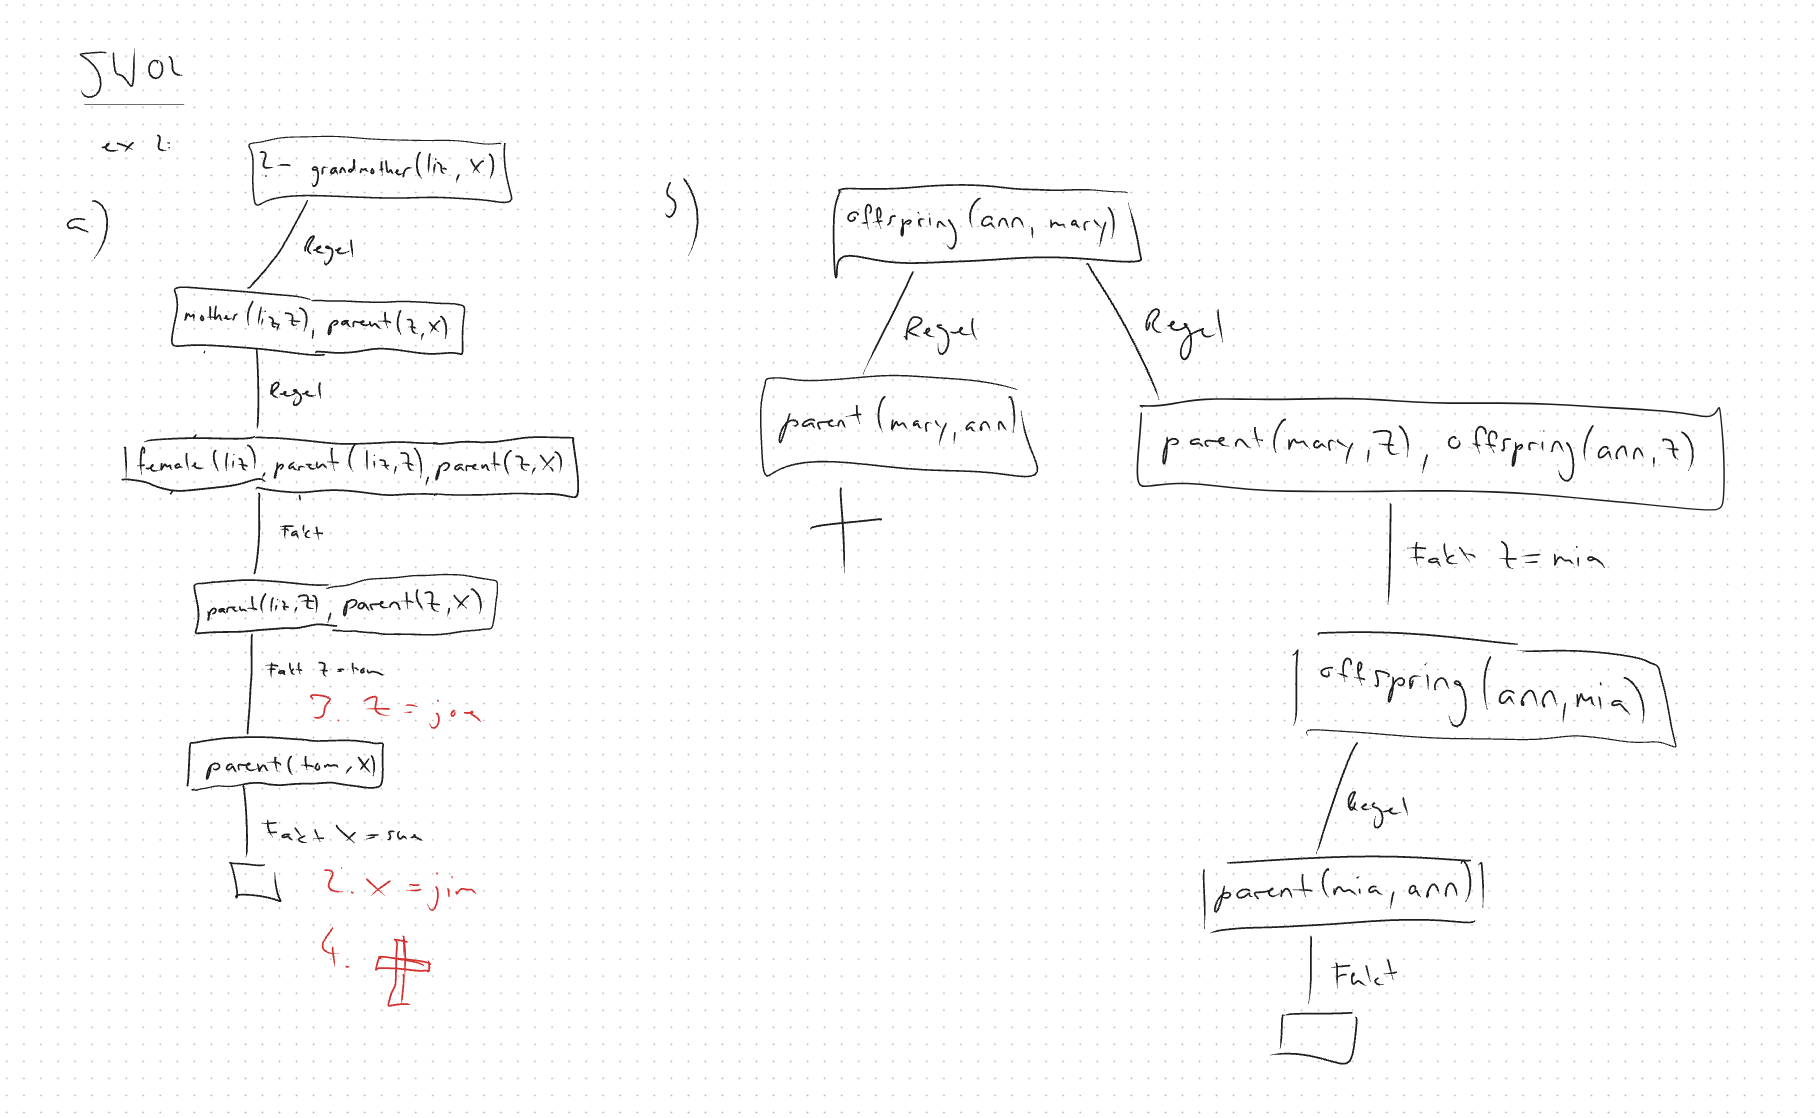 SW02
ex 2:
a)
?- grandmother(liz, X)
Regel
mother(liz,Z), parent(Z,X)
Regel
female(liz), parent(liz,Z), parent(Z,X)
Fakt
parent(liz,Z), parent(Z,X)
Fakt Z=tom
3. Z = joe
parent(tom,X)
Fakt X=sue
2. X = jim
4.
b)
offspring(ann, mary)
Regel
Regel
parent(mary,ann)
parent(mary,Z), offspring(ann,Z)
Fakt Z=mia
offspring(ann,mia)
Regel
parent(mia, ann)
Fakt